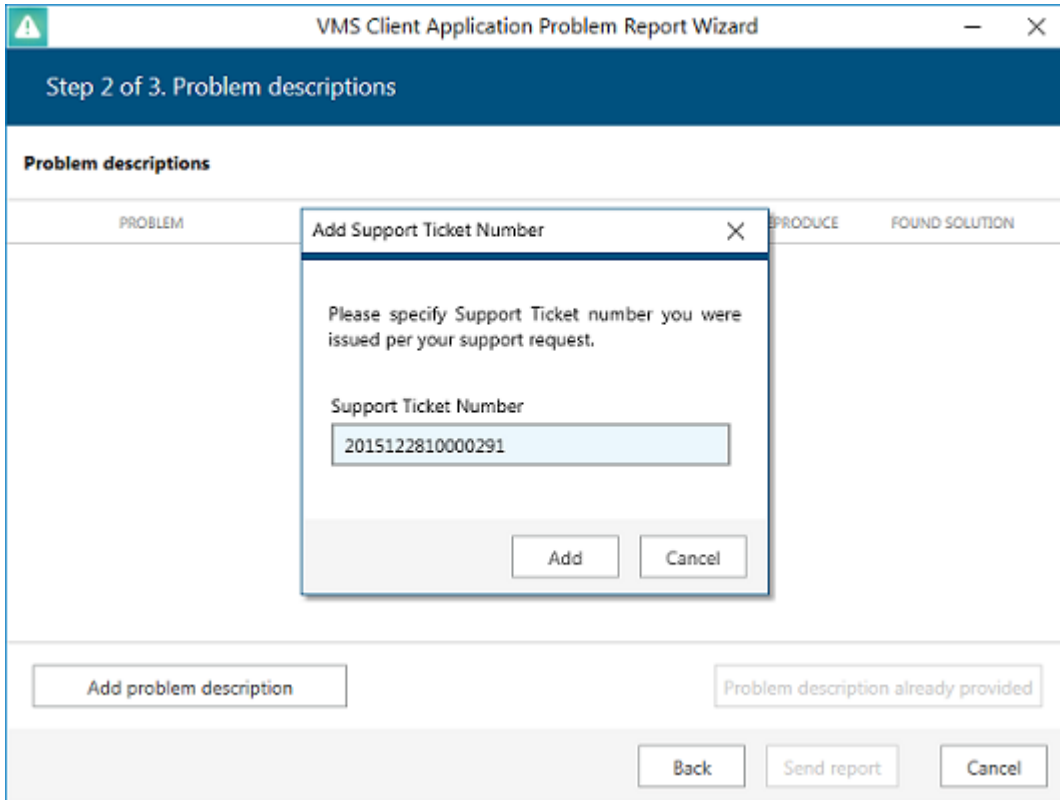 VMS Client Application Problem Report Wizard
Step 2 of 3. Problem descriptions
Problem descriptions
PROBLEM
FOUND SOLUTION
Add Support Ticket Number
Please specify Support Ticket number you were
issued per your support request.
Support Ticket Number
2015122810000291
Add
Cancel
Add problem description
Problem description already provided
Back
Send report
Cancel